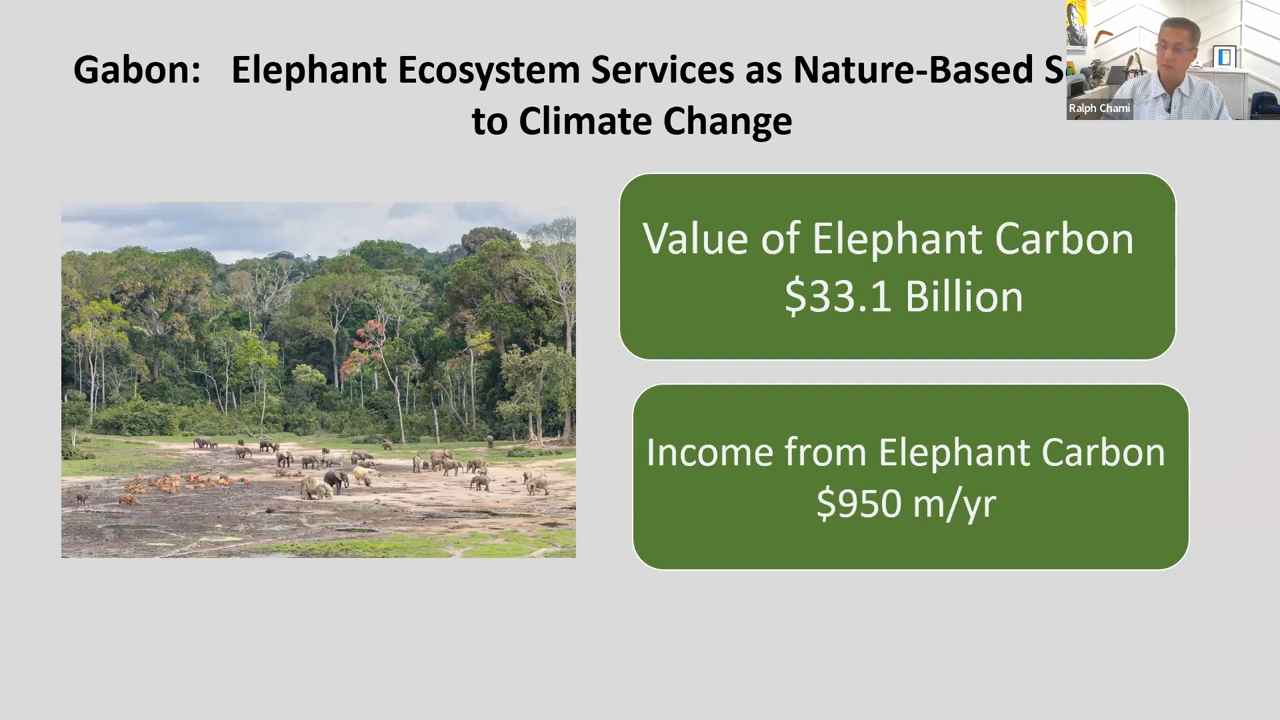 Gabon: Elephant Ecosystem Services as Nature-Based
to Climate Change
Ralph Chami
Value of Elephant Carbon
$33.1 Billion
Income from Elephant Carbon
$950 m/yr